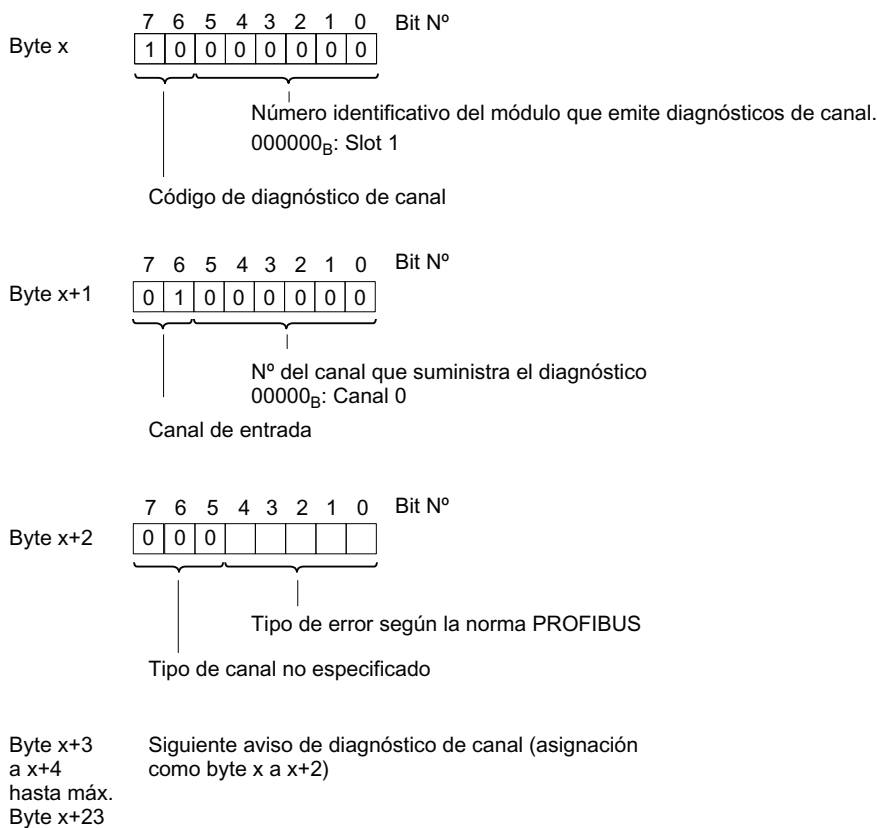 7 6 5 4 3 2 1 0 Bit Nº
Byte x 1 0 0 0 0 0 0 0
Número identificativo del módulo que emite diagnósticos de canal.
000000B: Slot 1
Código de diagnóstico de canal
7 6 5 4 3 2 1 0 Bit Nº
Byte x+1 0 1 0 0 0 0 0 0
Nº del canal que suministra el diagnóstico
00000B: Canal 0
Canal de entrada
7 6 5 4 3 2 1 0 Bit Nº
Byte x+2 0 0 0
Tipo de error según la norma PROFIBUS
Tipo de canal no especificado
Byte x+3 Siguiente aviso de diagnóstico de canal (asignación
a x+4 como byte x a x+2)
hasta máx.
Byte x+23